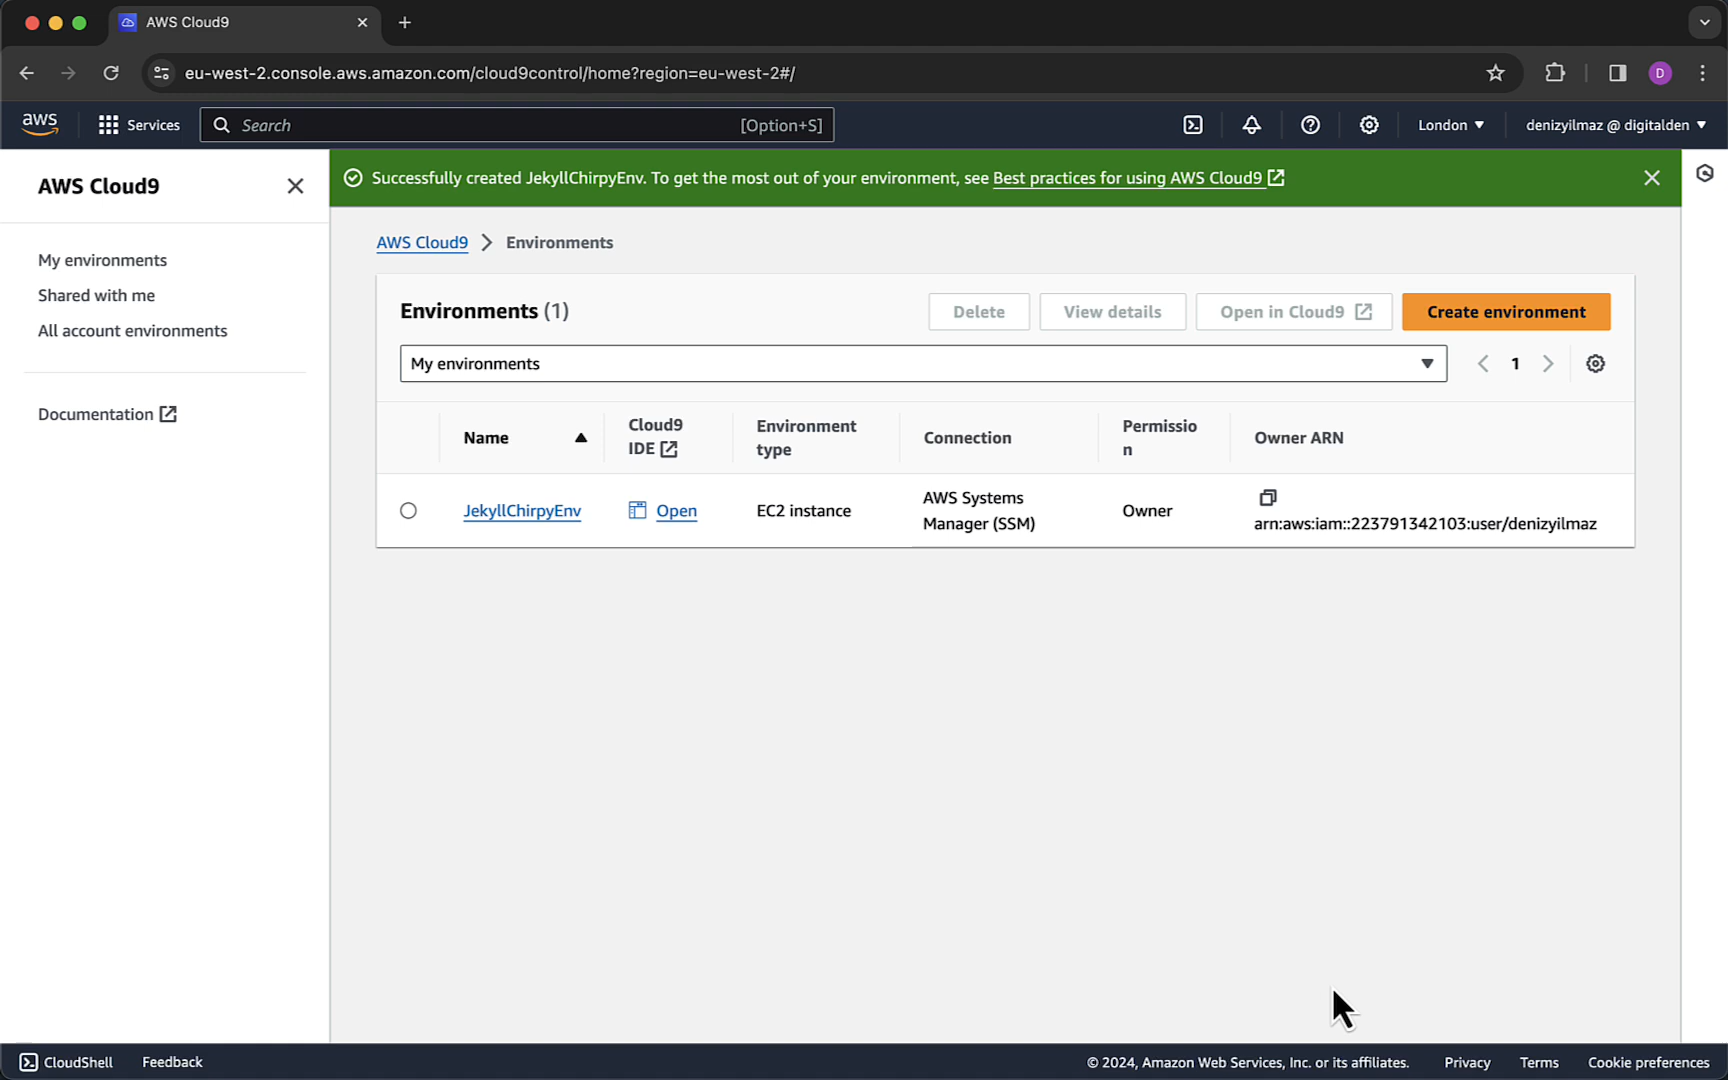 AWS Cloud9
eu-west-2.console.aws.amazon.com/cloud9control/home?region=eu-west-2#/
D
aws
Services
Search
[Option+S]
London
denizyilmaz @ digitalden
AWS Cloud9
My environments
Shared with me
All account environments
Documentation
Successfully created JekyllChirpyEnv. To get the most out of your environment, see Best practices for using AWS Cloud9
AWS Cloud9 > Environments
Environments (1)
Delete
View details
Open in Cloud9
Create environment
My environments
1
Name
Cloud9
IDE
Environment
type
Connection
Permissio
n
Owner ARN
JekyllChirpyEnv
Open
EC2 instance
AWS Systems
Manager (SSM)
Owner
arn:aws:iam::223791342103:user/denizyilmaz
CloudShell
Feedback
© 2024, Amazon Web Services, Inc. or its affiliates.
Privacy
Terms
Cookie preferences